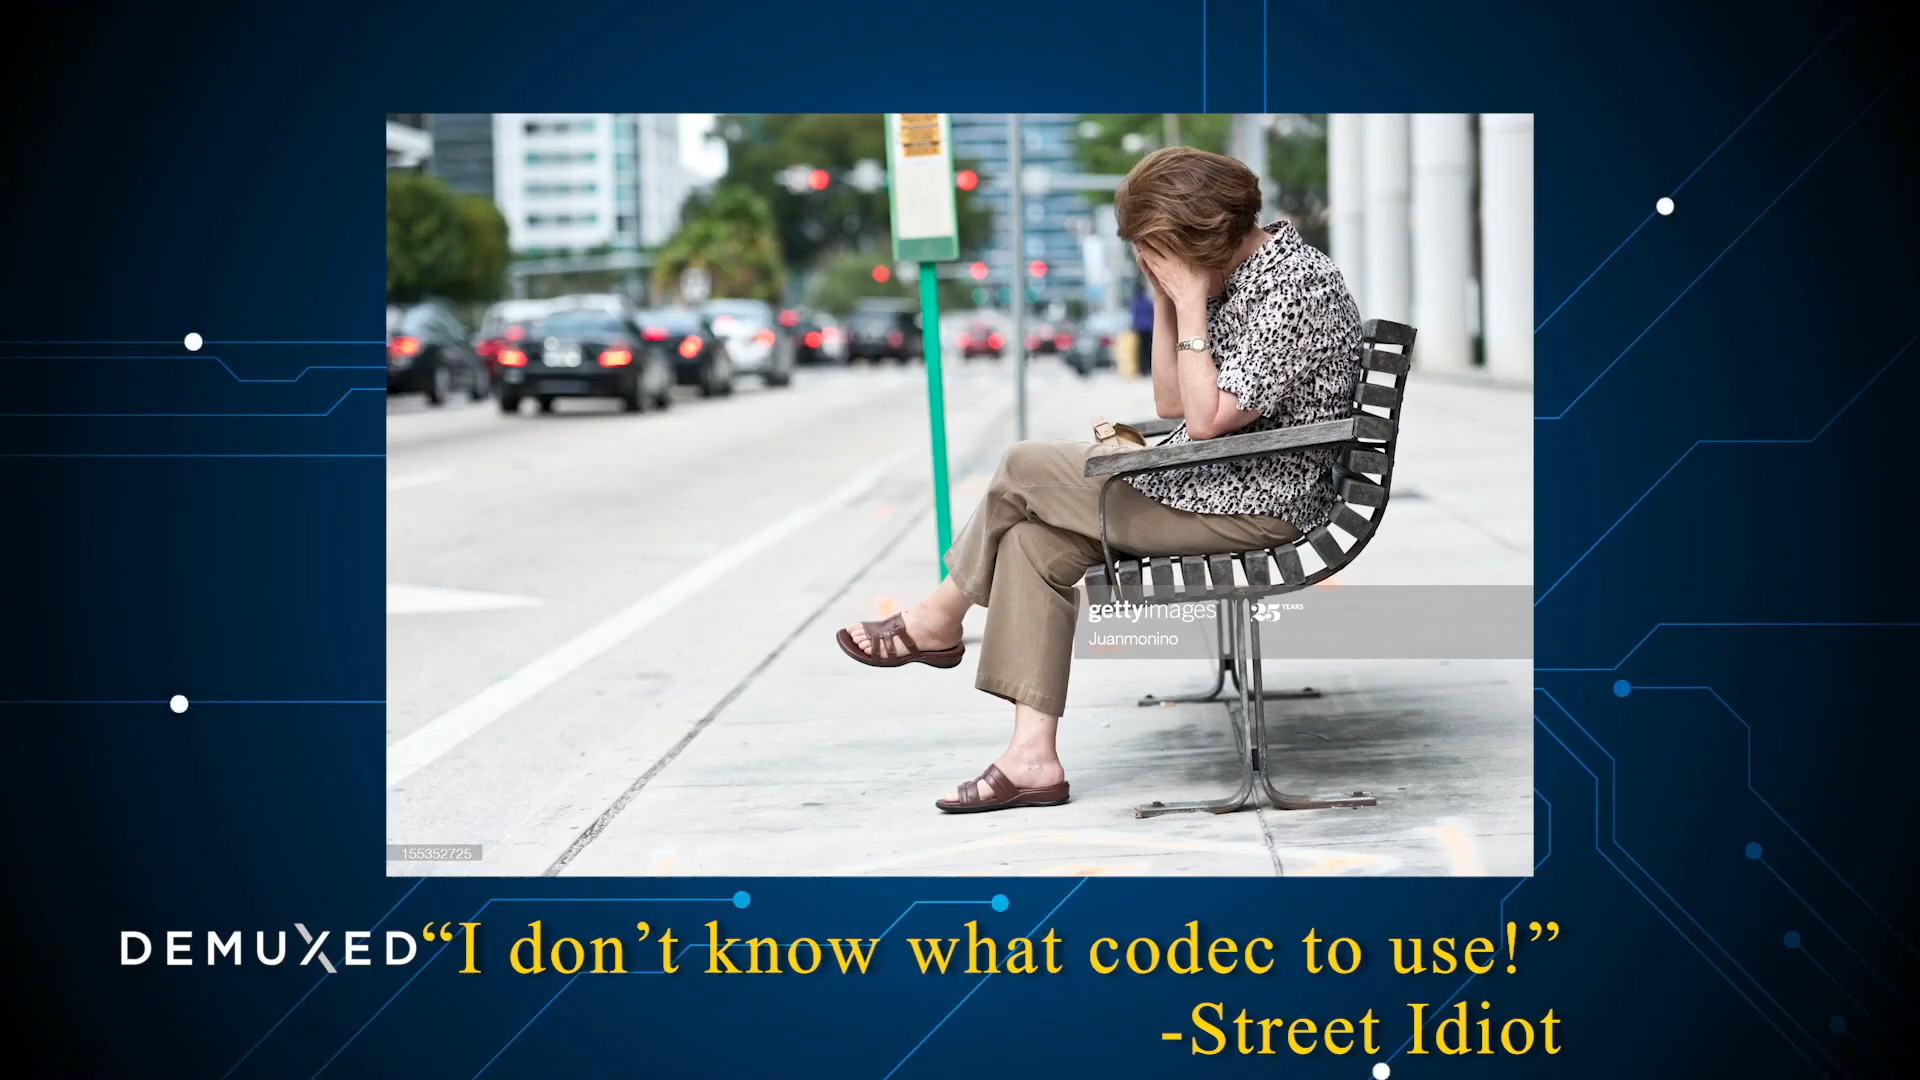 gettyimages 25 YEARS
Juanmonino
155352725
DEMUXED
“I don’t know what codec to use!”
-Street Idiot